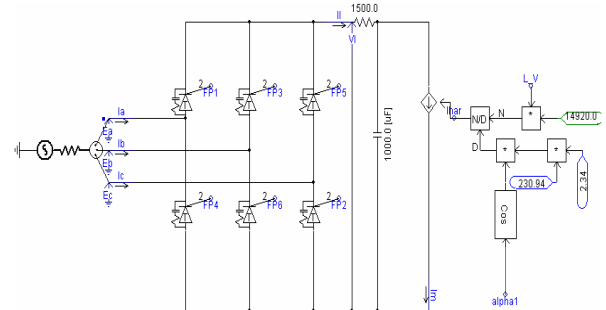 1500.0
Il
Vl
2
FP1
2
FP3
2
FP5
Ia
Ea
Ib
Eb
Ic
Ec
2
FP4
2
FP6
2
FP2
1000.0 [uF]
Im
Ihar
N/D
N
D
L_V
*
14920.0
*
*
230.94
2.34
Cos
alpha1